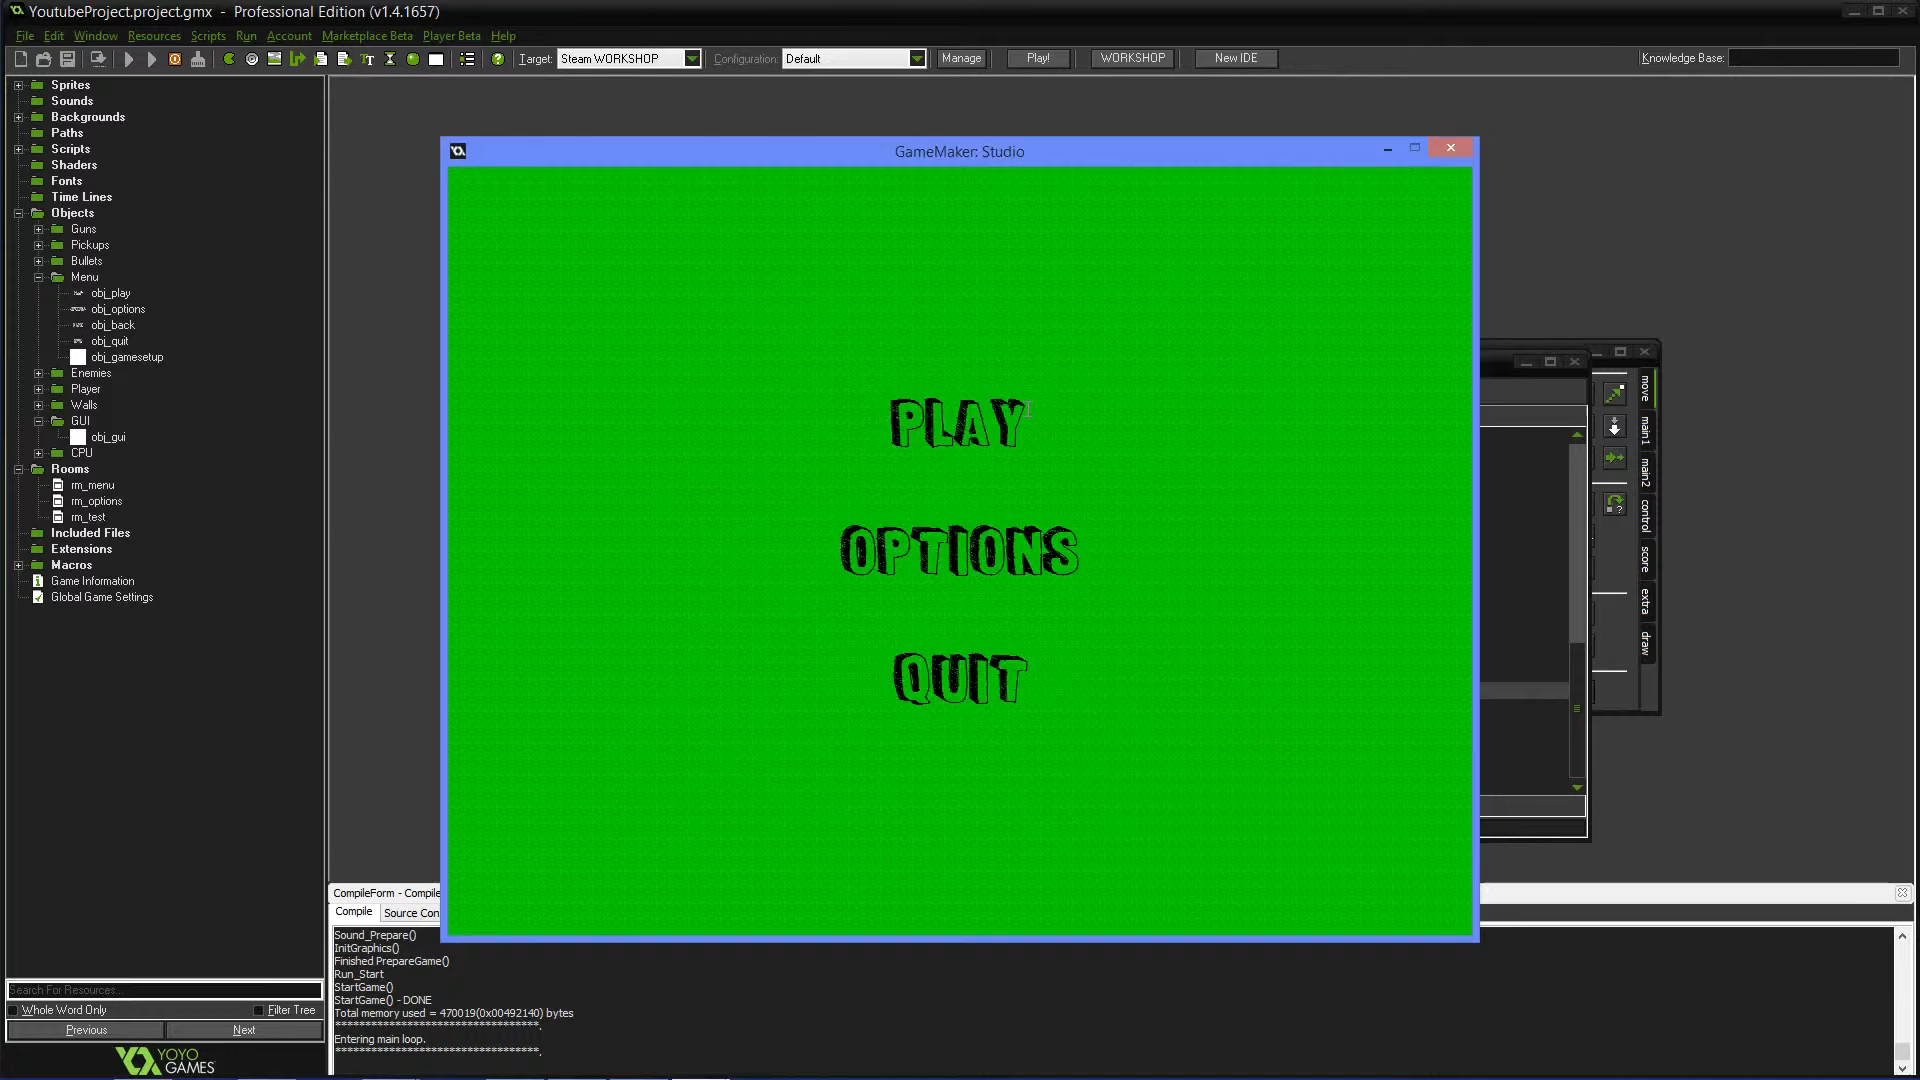 YoutubeProject.project.gmx - Professional Edition (v1.4.1657)
File Edit Window Resources Scripts Run Account Marketplace Beta Player Beta Help
Target: Steam WORKSHOP Configuration: Default Manage Play! WORKSHOP New IDE Knowledge Base:
Sprites
Sounds
Backgrounds
Paths
Scripts
Shaders
Fonts
Time Lines
Objects
Guns
Pickups
Bullets
Menu
obj_play
obj_options
obj_back
obj_quit
obj_gamesetup
Enemies
Player
Walls
GUI
obj_gui
CPU
Rooms
rm_menu
rm_options
rm_test
Included Files
Extensions
Macros
Game Information
Global Game Settings
Search For Resources...
Whole Word Only Filter Tree
Previous Next
YOYO
GAMES
GameMaker: Studio
PLAY
OPTIONS
QUIT
move
main1
main2
control
score
extra
draw
CompileForm - Compile
Compile Source Con
Sound_Prepare()
InitGraphics()
Finished PrepareGame()
Run_Start
StartGame()
StartGame() - DONE
Total memory used = 470019(0x00492140) bytes
**********************************.
Entering main loop.
**********************************.